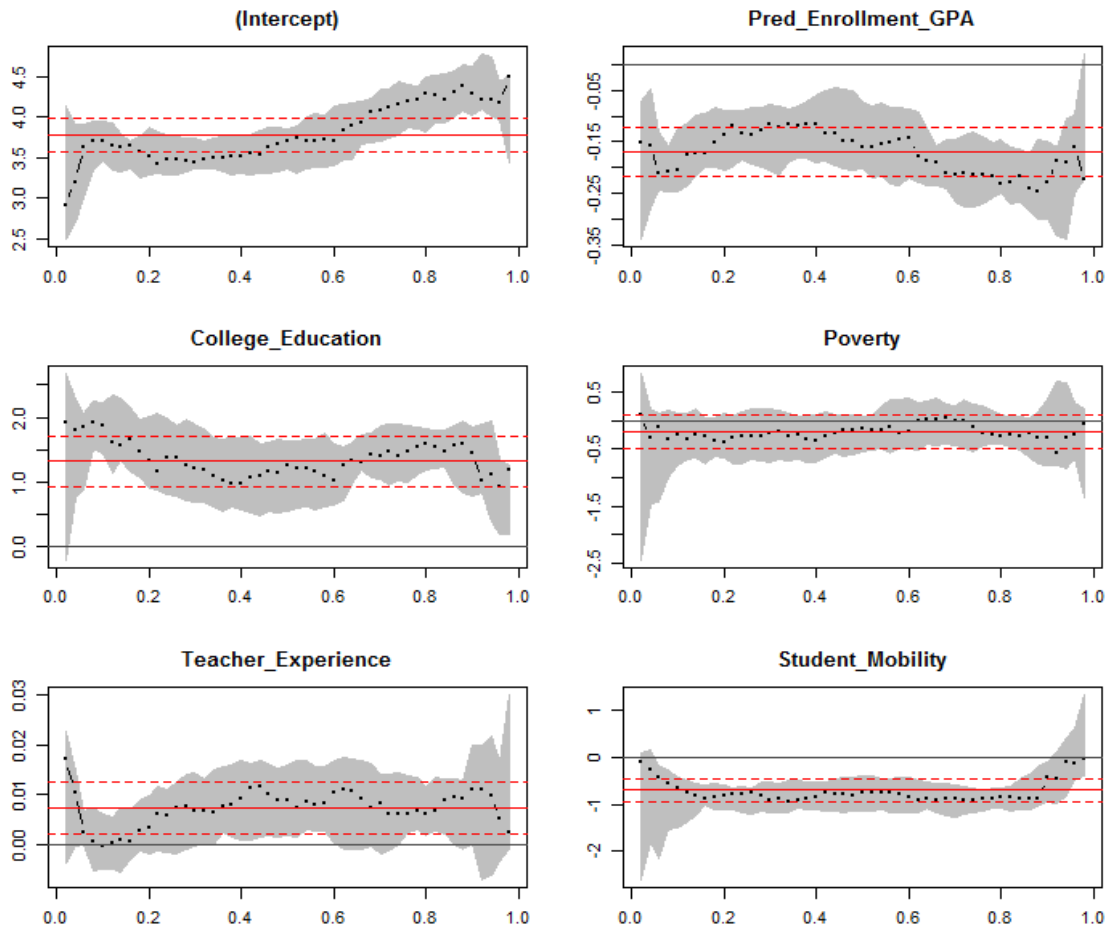 (Intercept)
4.5
4.0
3.5
3.0
2.5
0.0 0.2 0.4 0.6 0.8 1.0
Pred_Enrollment_GPA
-0.05
-0.15
-0.25
-0.35
0.0 0.2 0.4 0.6 0.8 1.0
College_Education
2.0
1.0
0.0
0.0 0.2 0.4 0.6 0.8 1.0
Poverty
0.5
-0.5
-1.5
-2.5
0.0 0.2 0.4 0.6 0.8 1.0
Teacher_Experience
0.03
0.02
0.01
0.00
0.0 0.2 0.4 0.6 0.8 1.0
Student_Mobility
1
0
-1
-2
0.0 0.2 0.4 0.6 0.8 1.0